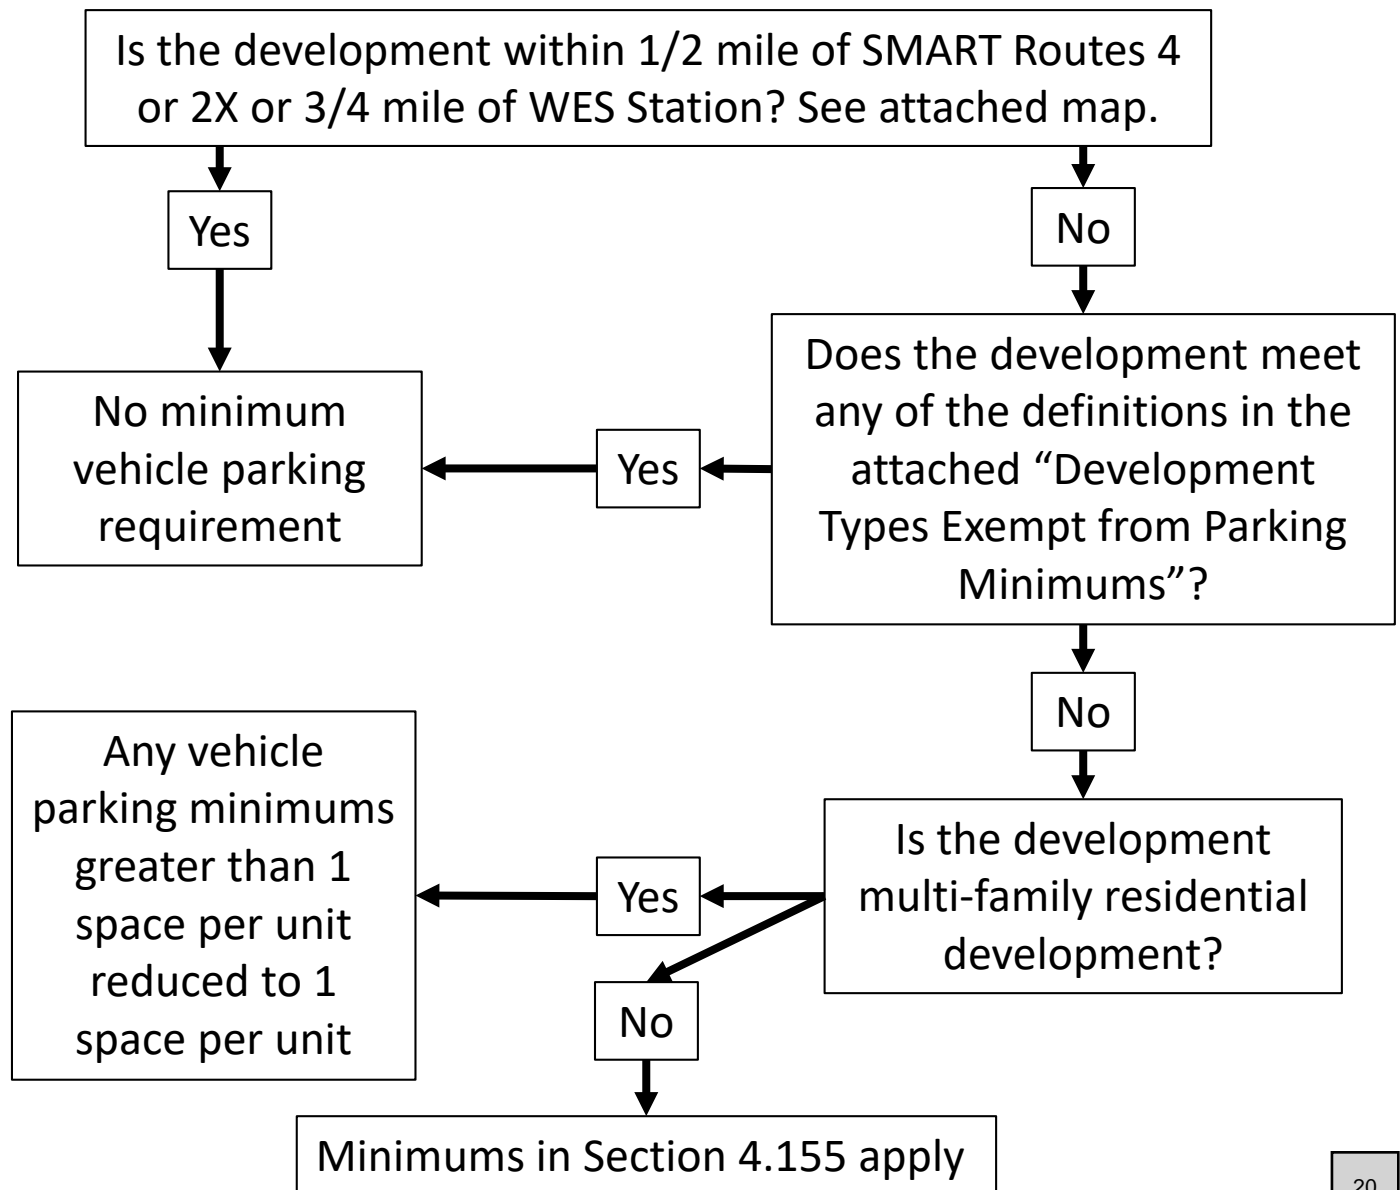 Is the development within 1/2 mile of SMART Routes 4
or 2X or 3/4 mile of WES Station? See attached map.
Yes
No
No minimum
vehicle parking
requirement
Yes
Does the development meet
any of the definitions in the
attached “Development
Types Exempt from Parking
Minimums”?
No
Any vehicle
parking minimums
greater than 1
space per unit
reduced to 1
space per unit
Yes
Is the development
multi-family residential
development?
No
Minimums in Section 4.155 apply
20